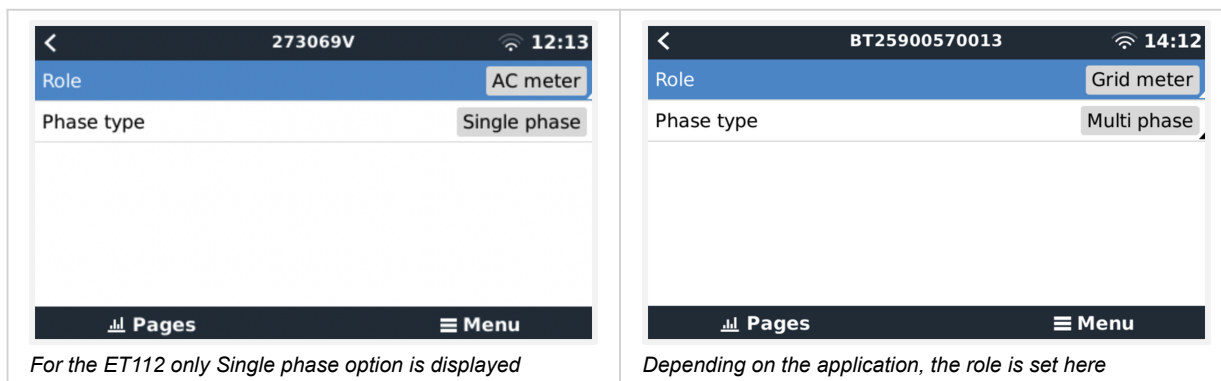 273069V 12:13
Role AC meter
Phase type Single phase
Pages Menu
For the ET112 only Single phase option is displayed
BT25900570013 14:12
Role Grid meter
Phase type Multi phase
Pages Menu
Depending on the application, the role is set here